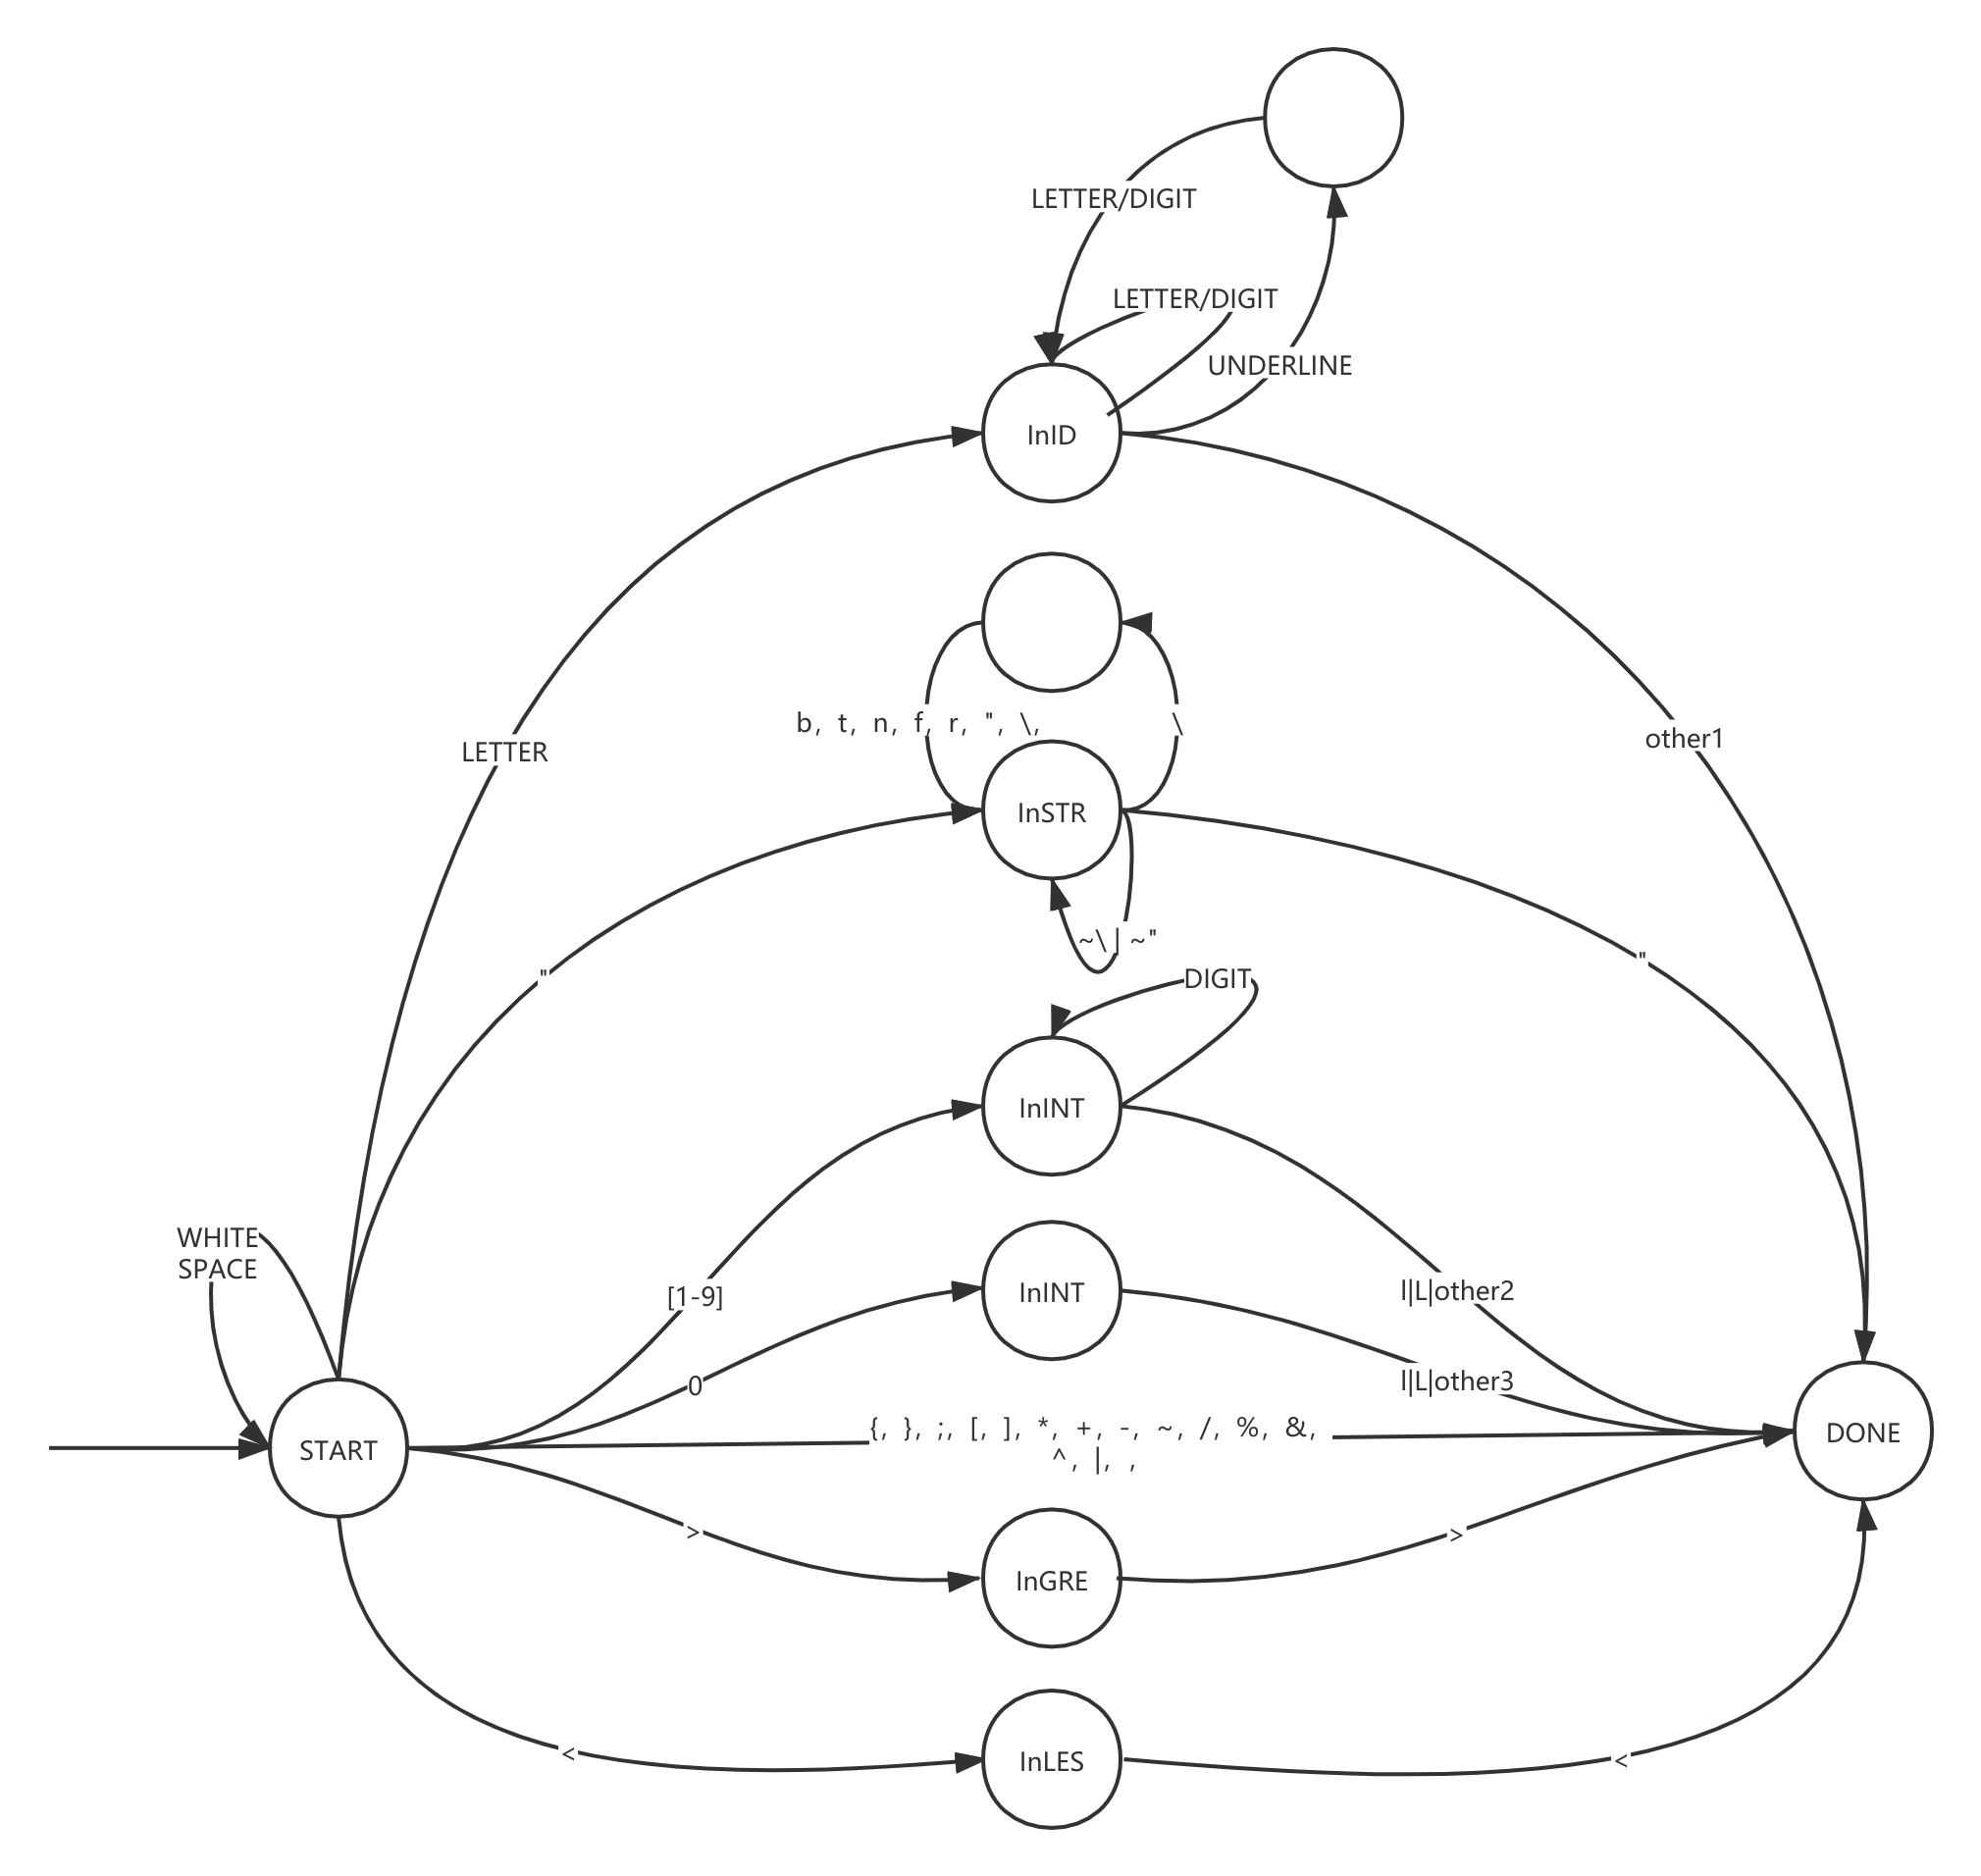 LETTER/DIGIT
LETTER/DIGIT
UNDERLINE
InID
b, t, n, f, r, ", \,
\
LETTER
other1
InSTR
~\|~"
"
"
DIGIT
InINT
WHITE
SPACE
[1-9]
InINT
l|L|other2
0
l|L|other3
{, }, ;, [, ], *, +, -, ~, /, %, &,
^, |, ,
START
DONE
>
>
InGRE
<
InLES
<